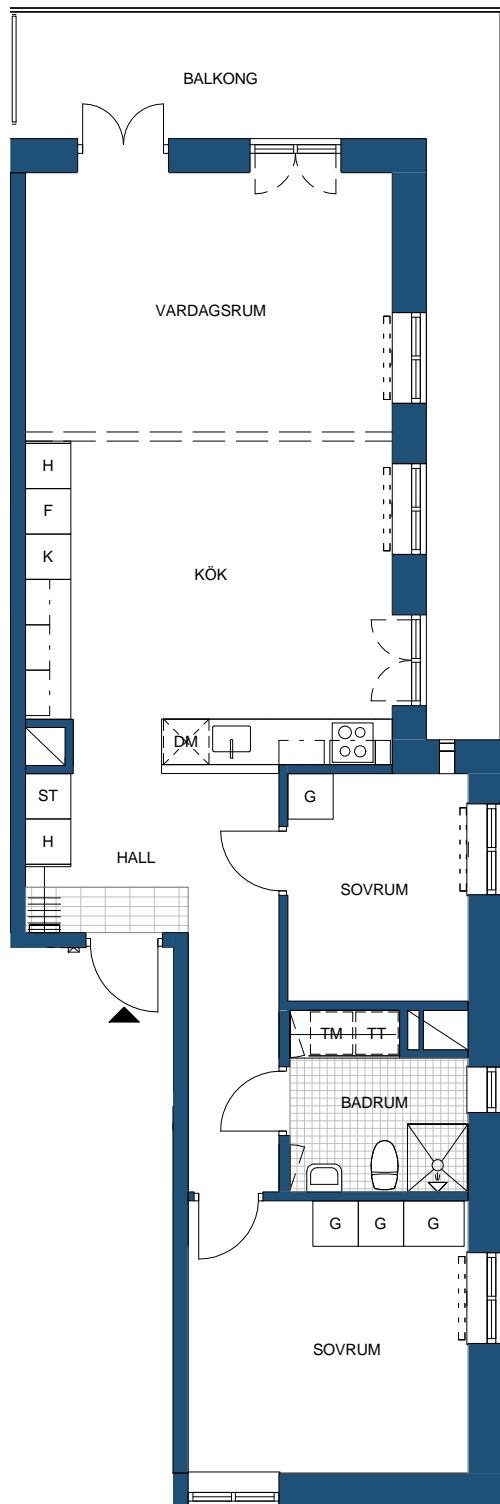 BALKONG
VARDAGSRUM
H
F
K
KÖK
DM
ST
H
HALL
G
SOVRUM
TM TT
BADRUM
G G G
SOVRUM